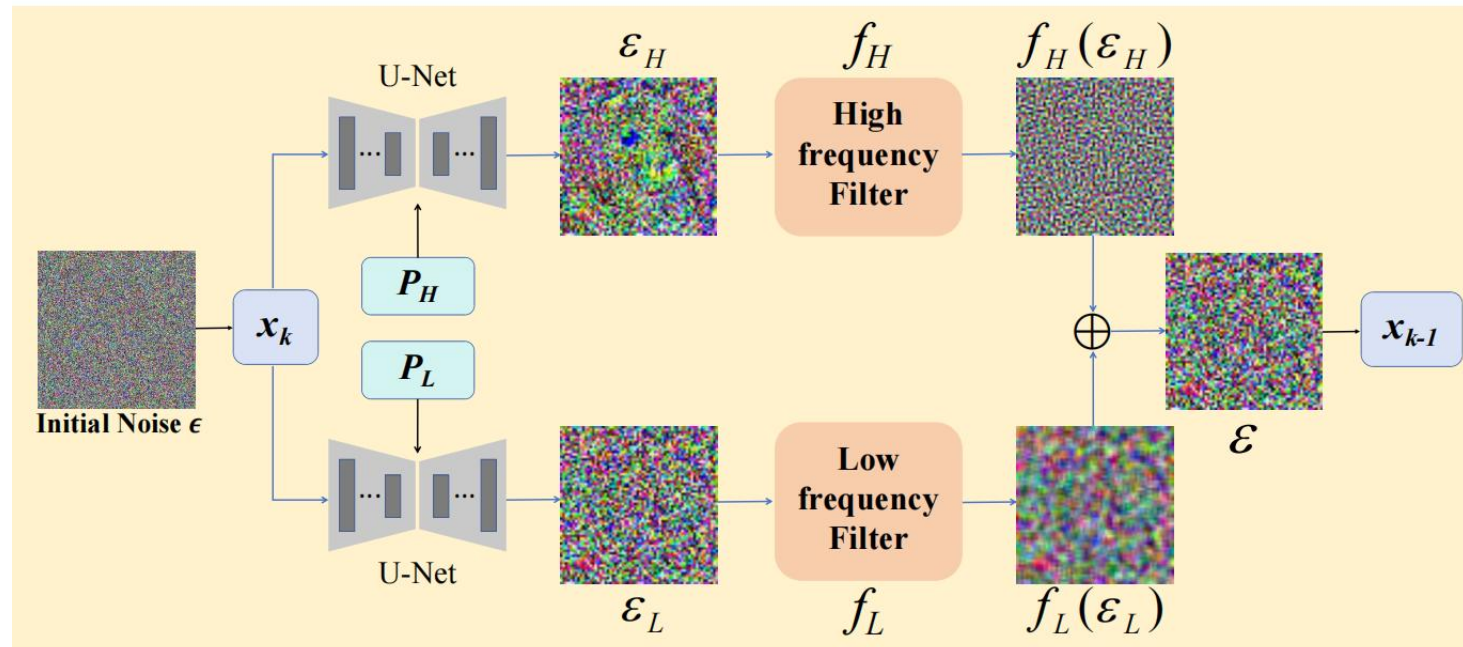 ε_H
f_H
f_H(ε_H)
U-Net
...
...
High
frequency
Filter
P_H
x_k
P_L
x_{k-1}
Initial Noise ϵ
ε
...
...
Low
frequency
Filter
U-Net
ε_L
f_L
f_L(ε_L)